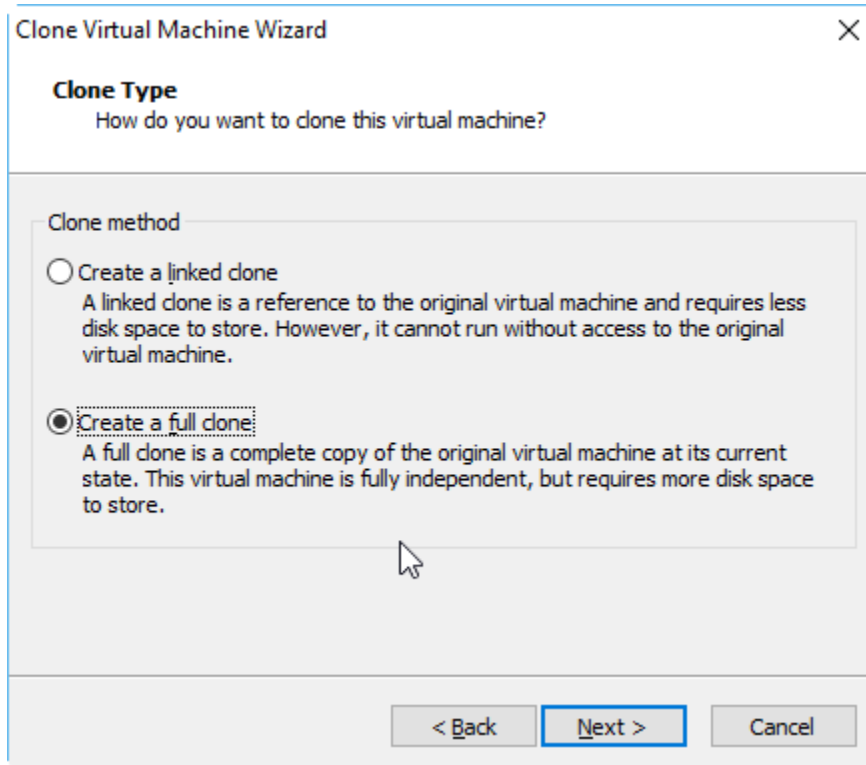 Clone Virtual Machine Wizard
Clone Type
How do you want to clone this virtual machine?
Clone method
Create a linked clone
A linked clone is a reference to the original virtual machine and requires less
disk space to store. However, it cannot run without access to the original
virtual machine.
Create a full clone
A full clone is a complete copy of the original virtual machine at its current
state. This virtual machine is fully independent, but requires more disk space
to store.
< Back
Next >
Cancel